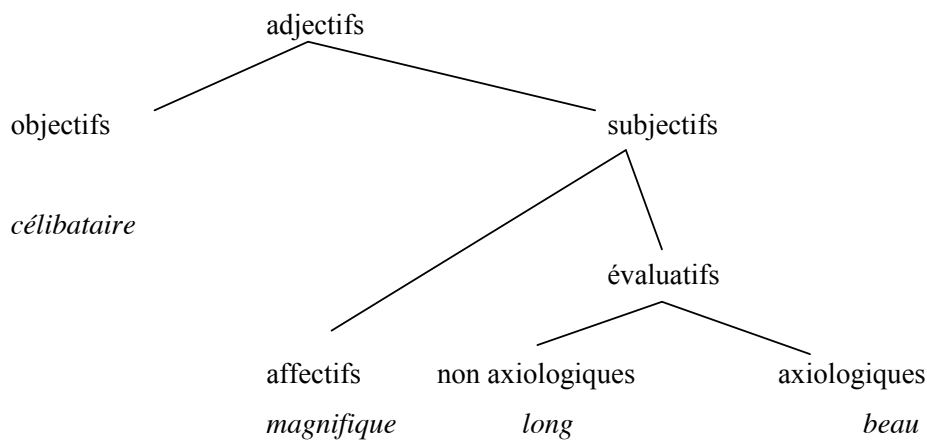 adjectifs
objectifs subjectifs
célibataire
évaluatifs
affectifs non axiologiques axiologiques
magnifique long beau